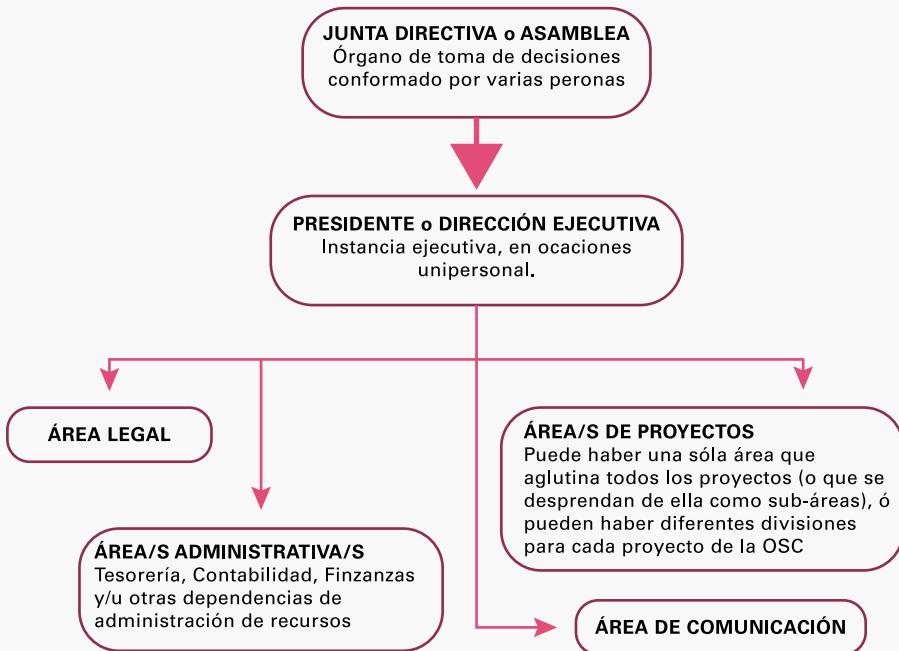 JUNTA DIRECTIVA o ASAMBLEA
Órgano de toma de decisiones
conformado por varias peronas
PRESIDENTE o DIRECCIÓN EJECUTIVA
Instancia ejecutiva, en ocaciones
unipersonal.
ÁREA LEGAL
ÁREA/S DE PROYECTOS
Puede haber una sóla área que
aglutina todos los proyectos (o que se
desprendan de ella como sub-áreas), ó
pueden haber diferentes divisiones
para cada proyecto de la OSC
ÁREA/S ADMINISTRATIVA/S
Tesorería, Contabilidad, Finzanzas
y/u otras dependencias de
administración de recursos
ÁREA DE COMUNICACIÓN